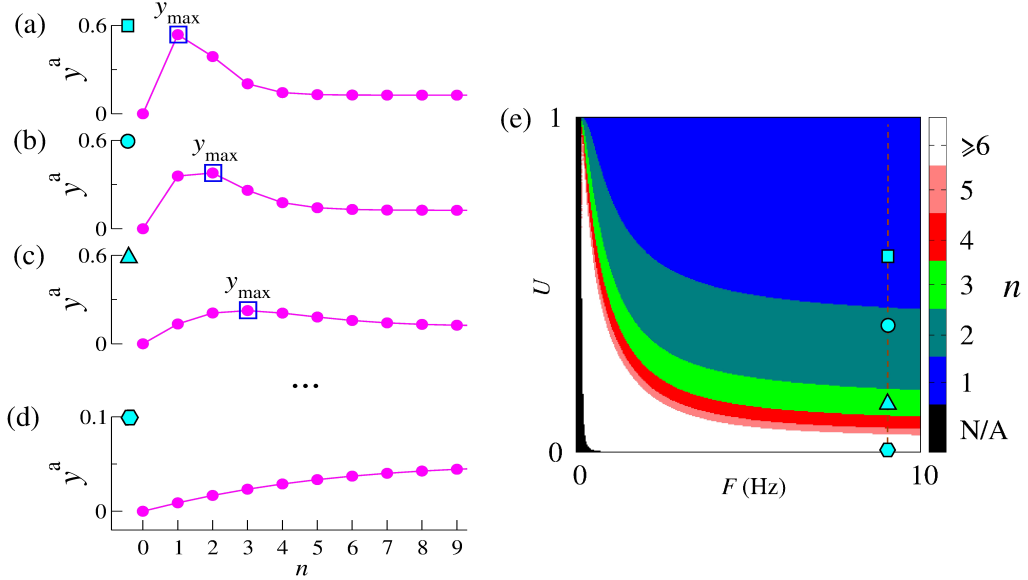 (a)
y_max
0.6
y^a
0
(b)
y_max
0.6
y^a
0
(c)
y_max
0.6
y^a
0
...
(d)
0.1
y^a
0
0 1 2 3 4 5 6 7 8 9
n
(e)
1
U
0
0 10
F (Hz)
⩾6
5
4
3
2
1
N/A
n